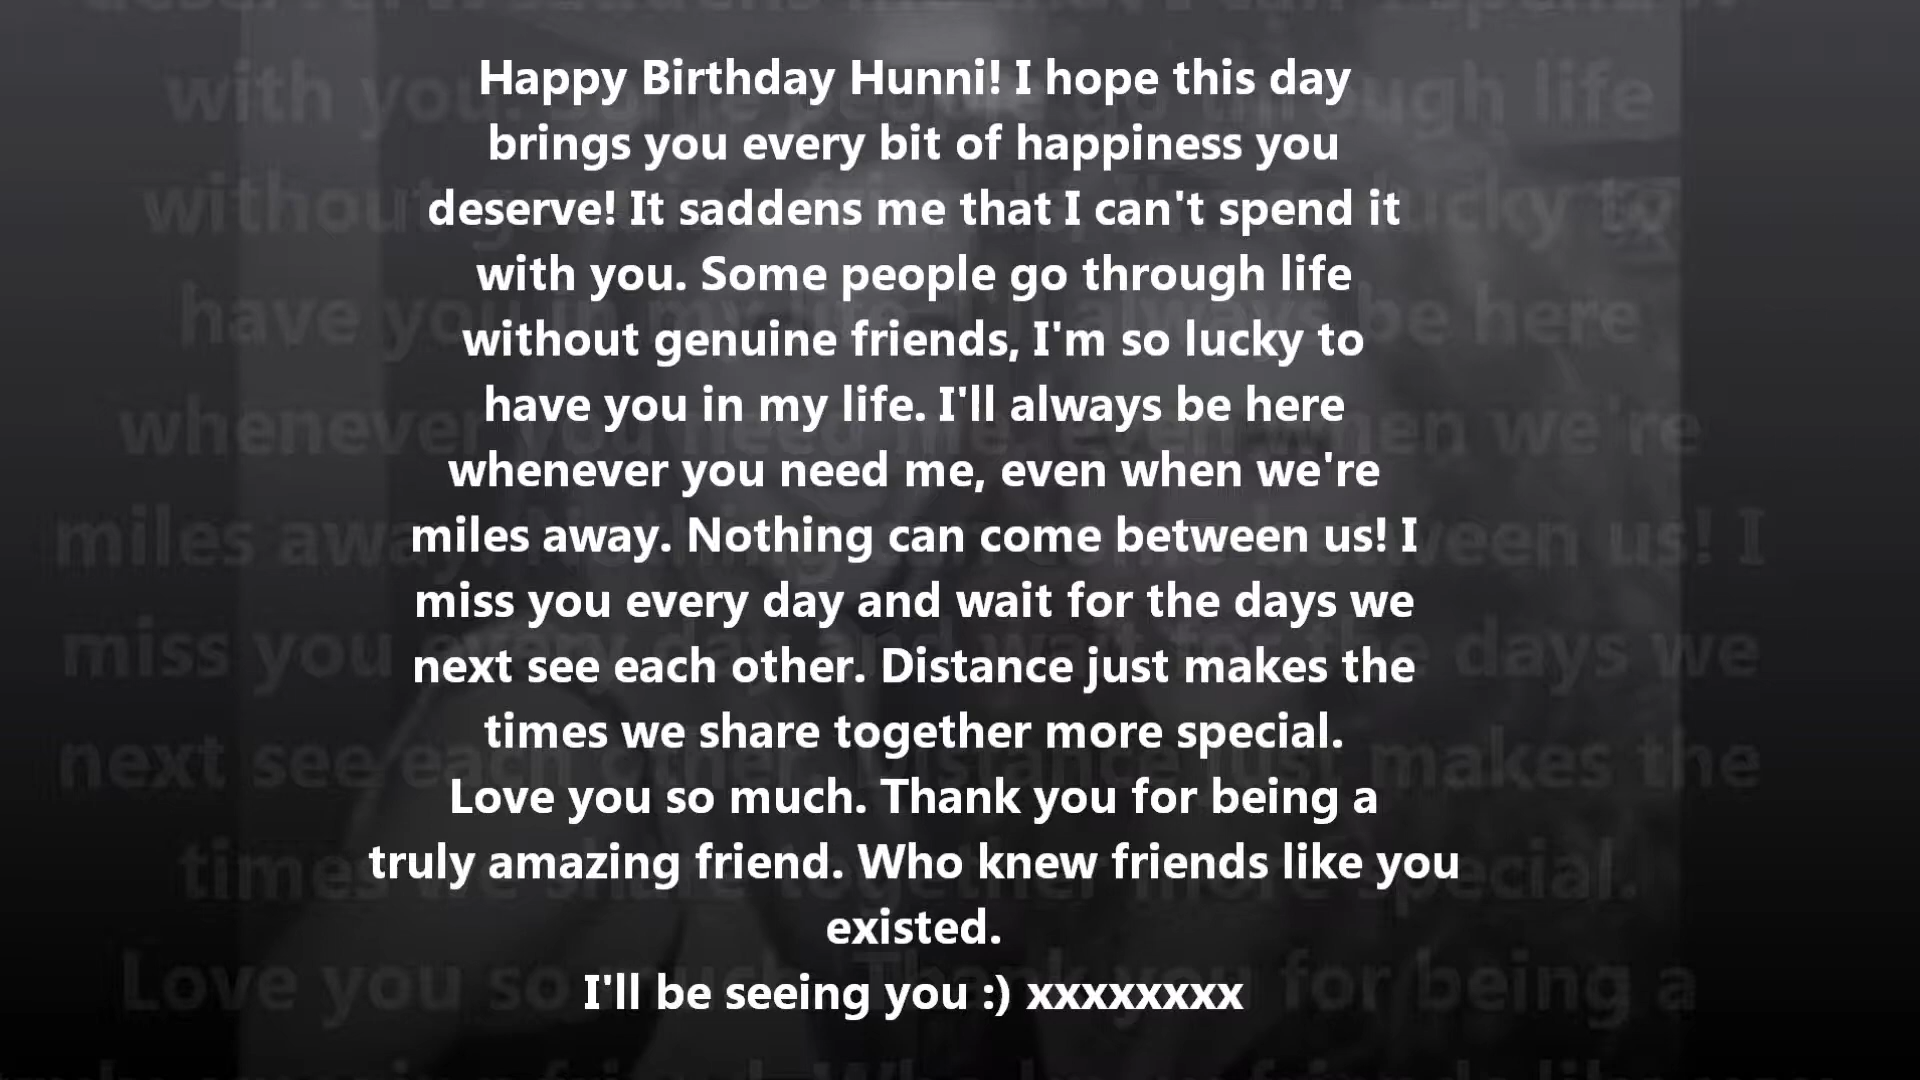 Happy Birthday Hunni! I hope this day
brings you every bit of happiness you
deserve! It saddens me that I can't spend it
with you. Some people go through life
without genuine friends, I'm so lucky to
have you in my life. I'll always be here
whenever you need me, even when we're
miles away. Nothing can come between us! I
miss you every day and wait for the days we
next see each other. Distance just makes the
times we share together more special.
Love you so much. Thank you for being a
truly amazing friend. Who knew friends like you
existed.
I'll be seeing you :) xxxxxxxx